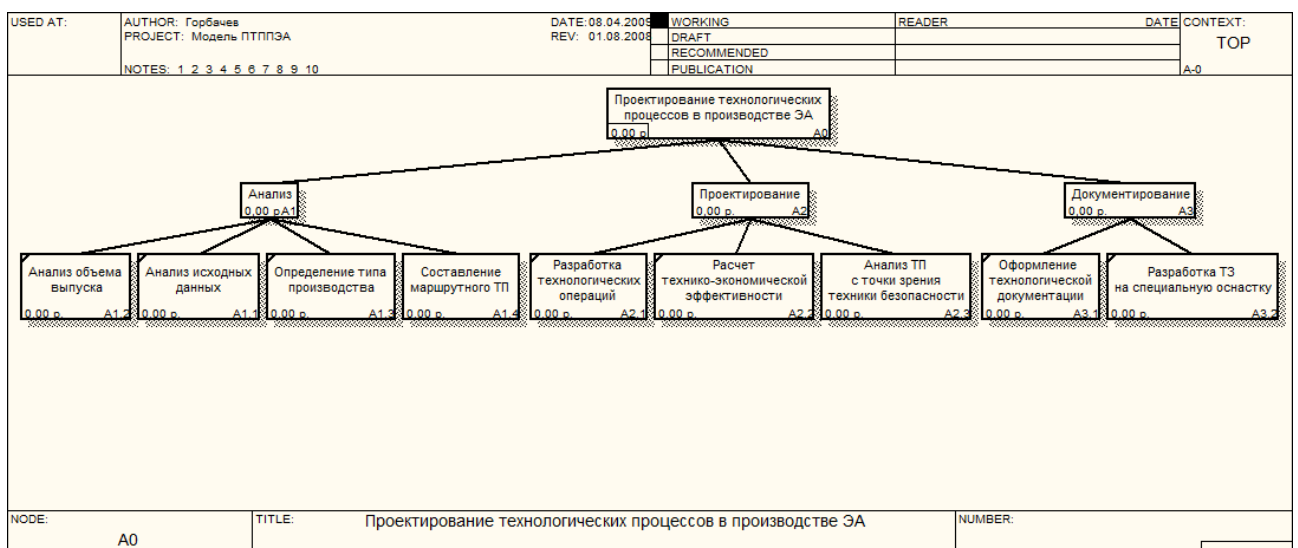 USED AT:
AUTHOR: Горбачев
DATE: 08.04.2009
WORKING
READER
DATE
CONTEXT:
PROJECT: Модель ПТППЭА
REV: 01.08.2008
DRAFT
TOP
RECOMMENDED
NOTES: 1 2 3 4 5 6 7 8 9 10
PUBLICATION
A-0
Проектирование технологических
процессов в производстве ЭА
0,00 р
A0
Анализ
0,00 р
A1
Проектирование
0,00 р.
A2
Документирование
0,00 р.
A3
Анализ объема
выпуска
0,00 р.
A1.2
Анализ исходных
данных
0,00 р.
A1.1
Определение типа
производства
0,00 р.
A1.3
Составление
маршрутного ТП
0,00 р.
A1.4
Разработка
технологических
операций
0,00 р.
A2.1
Расчет
технико-экономической
эффективности
0,00 р.
A2.2
Анализ ТП
с точки зрения
техники безопасности
0,00 р.
A2.3
Оформление
технологической
документации
0,00 р.
A3.1
Разработка ТЗ
на специальную оснастку
0,00 р.
A3.2
NODE:
TITLE:
Проектирование технологических процессов в производстве ЭА
NUMBER:
A0